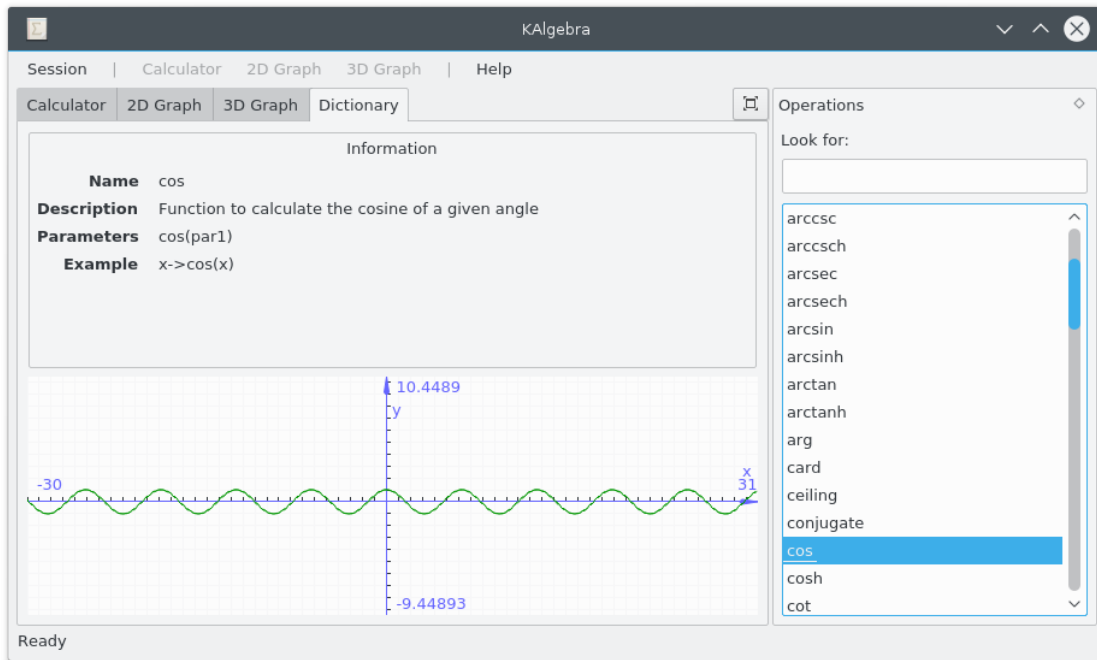 KAlgebra
Session | Calculator 2D Graph 3D Graph | Help
Calculator 2D Graph 3D Graph Dictionary
Information
Name cos
Description Function to calculate the cosine of a given angle
Parameters cos(par1)
Example x->cos(x)
10.4489
y
-30
x
31
-9.44893
Operations
Look for:
arccsc
arccsch
arcsec
arcsech
arcsin
arcsinh
arctan
arctanh
arg
card
ceiling
conjugate
cos
cosh
cot
Ready